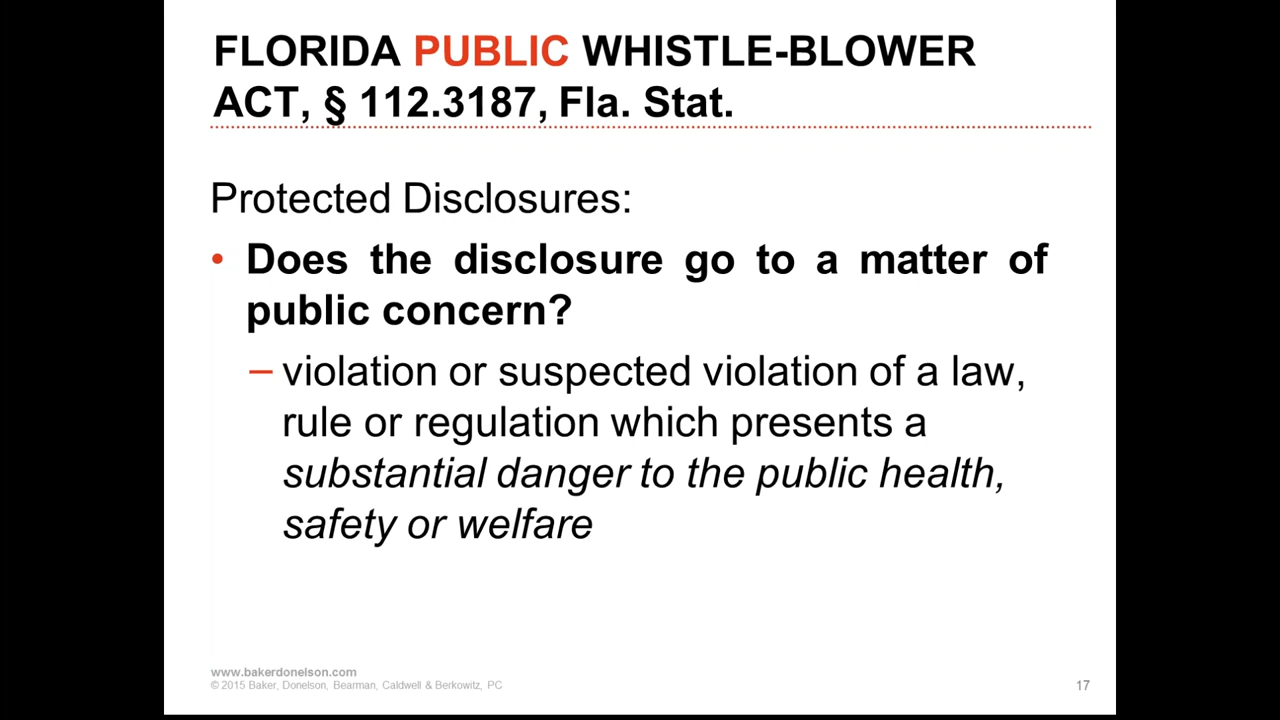 FLORIDA PUBLIC WHISTLE-BLOWER
ACT, § 112.3187, Fla. Stat.
Protected Disclosures:
• Does the disclosure go to a matter of
public concern?
– violation or suspected violation of a law,
rule or regulation which presents a
substantial danger to the public health,
safety or welfare
www.bakerdonelson.com
© 2015 Baker, Donelson, Bearman, Caldwell & Berkowitz, PC
17